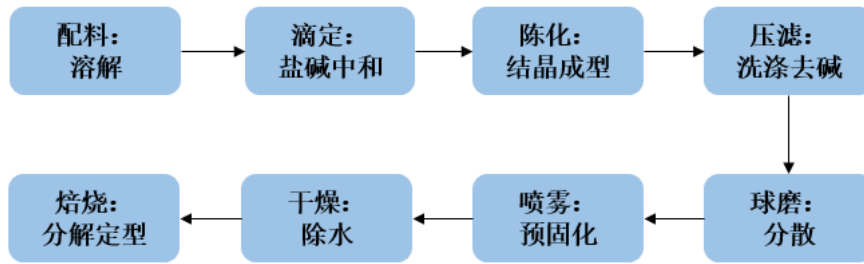 配料：
溶解
滴定：
盐碱中和
陈化：
结晶成型
压滤：
洗涤去碱
球磨：
分散
喷雾：
预固化
干燥：
除水
焙烧：
分解定型